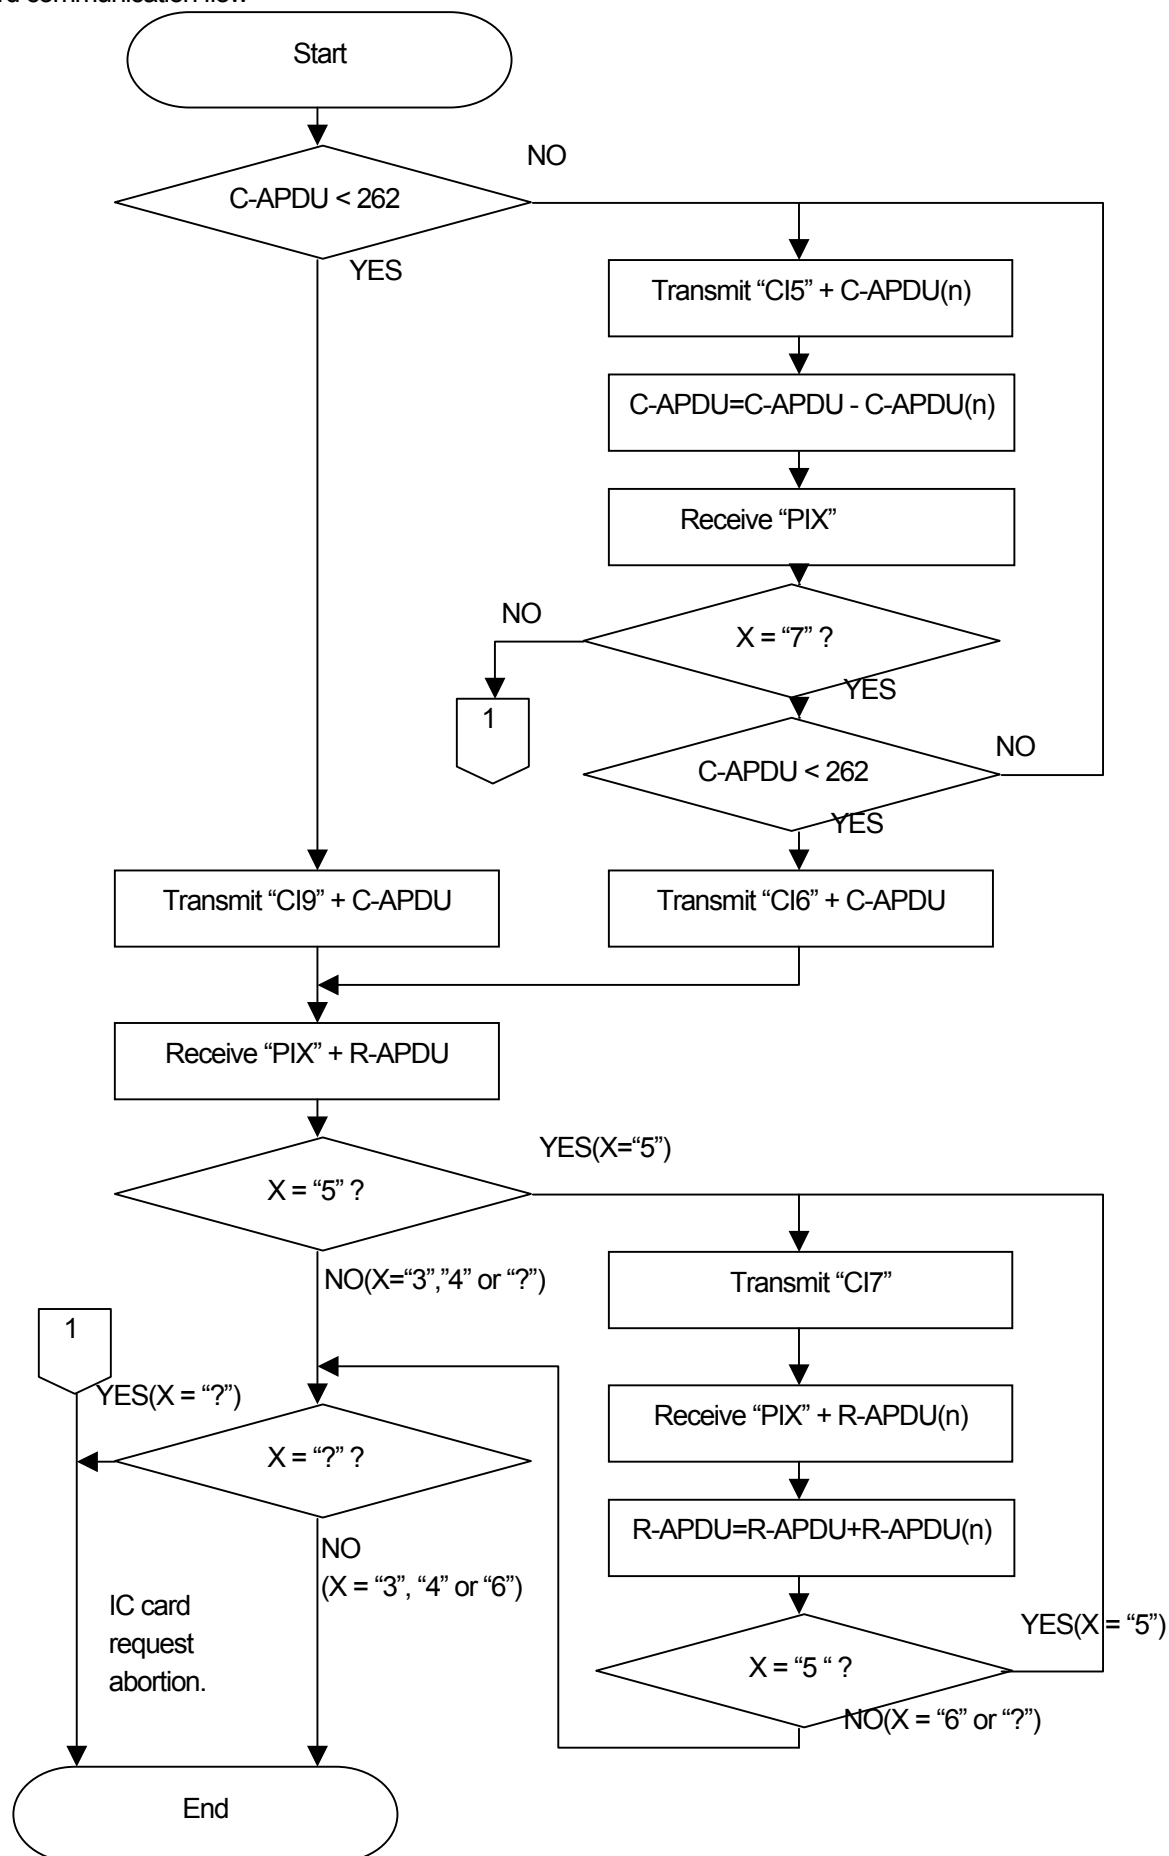 Start
C-APDU < 262
NO
YES
Transmit “CI5” + C-APDU(n)
C-APDU=C-APDU - C-APDU(n)
Receive “PIX”
X = “7” ?
NO
YES
1
C-APDU < 262
NO
YES
Transmit “CI9” + C-APDU
Transmit “CI6” + C-APDU
Receive “PIX” + R-APDU
X = “5” ?
YES(X=“5”)
NO(X=“3”,”4” or “?”)
Transmit “CI7”
1
YES(X = “?”)
Receive “PIX” + R-APDU(n)
X = “?” ?
R-APDU=R-APDU+R-APDU(n)
NO
(X = “3”, “4” or “6”)
IC card
request
abortion.
X = “5 “ ?
YES(X = “5”)
NO(X = “6” or “?”)
End